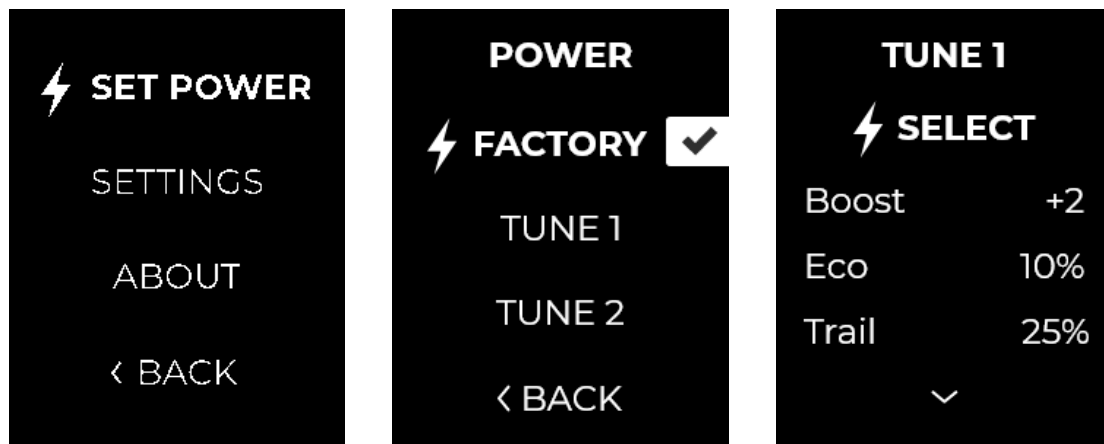 SET POWER
SETTINGS
ABOUT
‹ BACK
POWER
FACTORY
TUNE 1
TUNE 2
‹ BACK
TUNE 1
SELECT
Boost +2
Eco 10%
Trail 25%